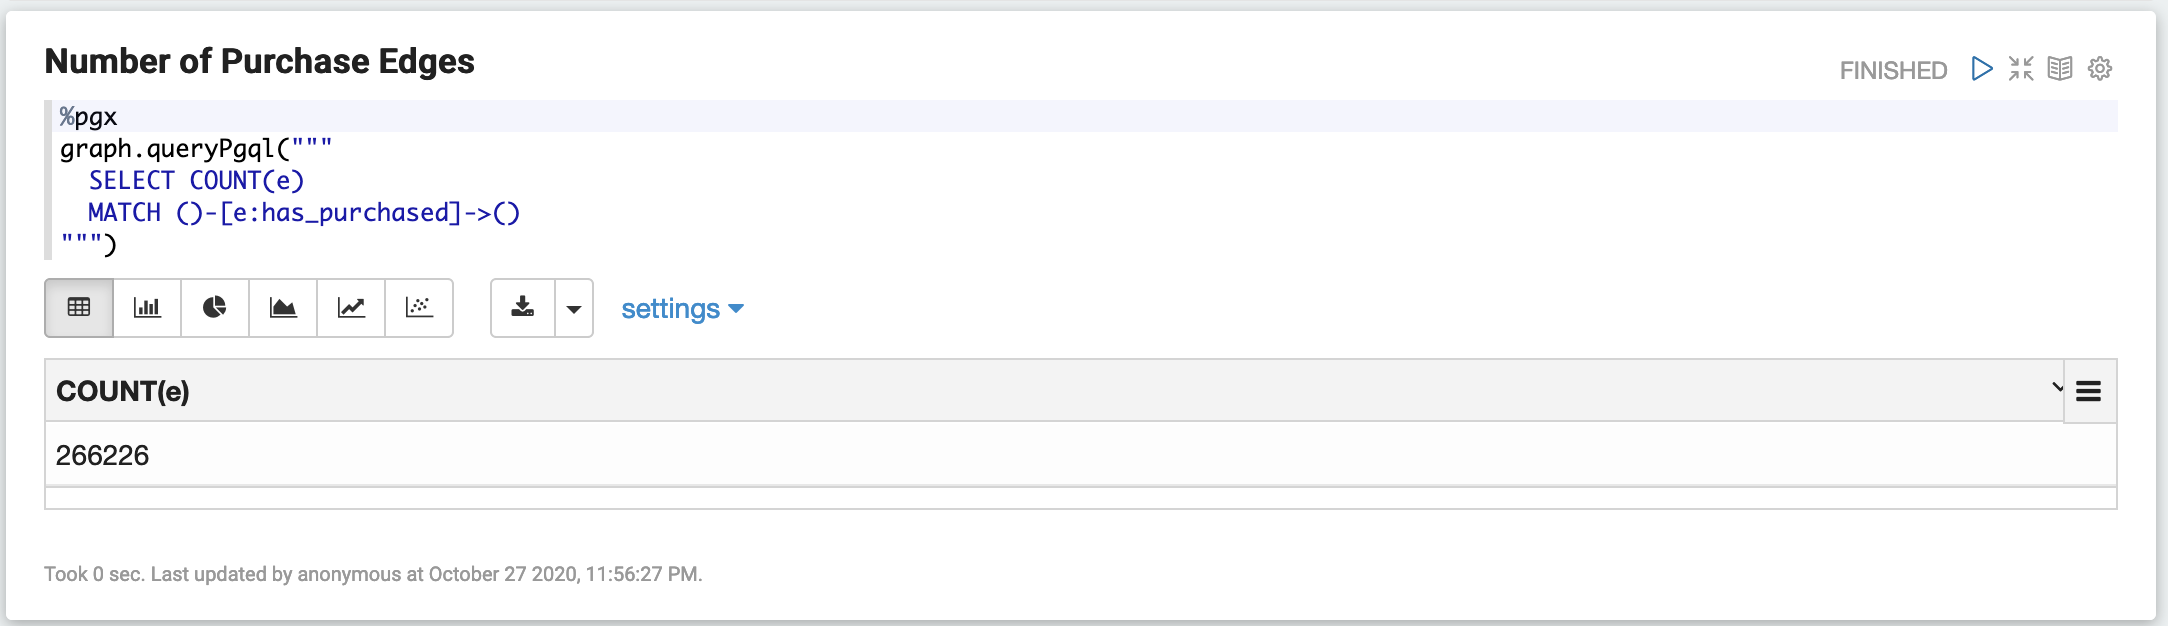 Number of Purchase Edges
FINISHED
%pgx
graph.queryPgql("""
  SELECT COUNT(e)
  MATCH ()-[e:has_purchased]->()
""")
settings
COUNT(e)
266226
Took 0 sec. Last updated by anonymous at October 27 2020, 11:56:27 PM.